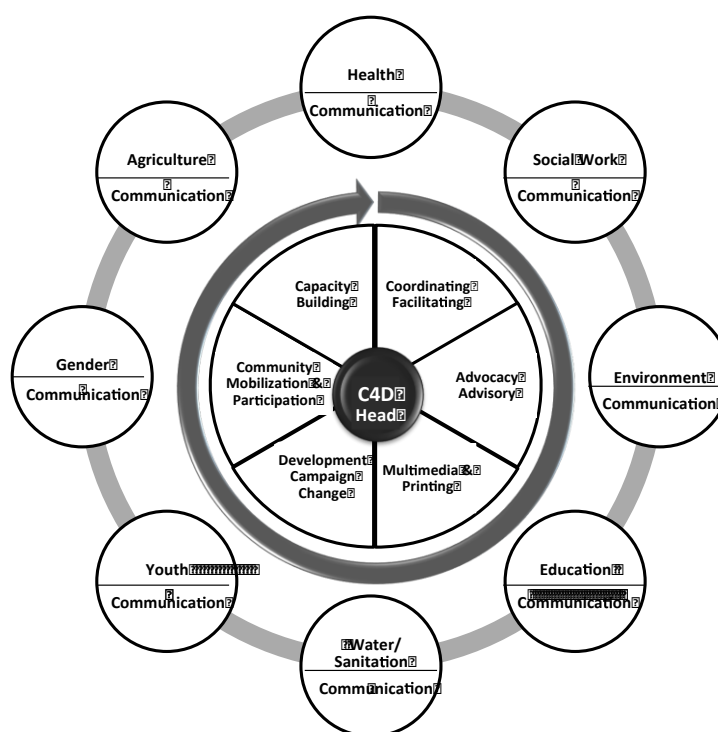 Health
Communication
Agriculture
Communication
Social Work
Communication
Capacity
Building
Coordinating
Facilitating
Gender
Communication
Community
Mobilization &
Participation
C4D
Head
Advocacy
Advisory
Environment
Communication
Development
Campaign
Change
Multimedia &
Printing
Youth
Communication
Education
Communication
Water/
Sanitation
Communication